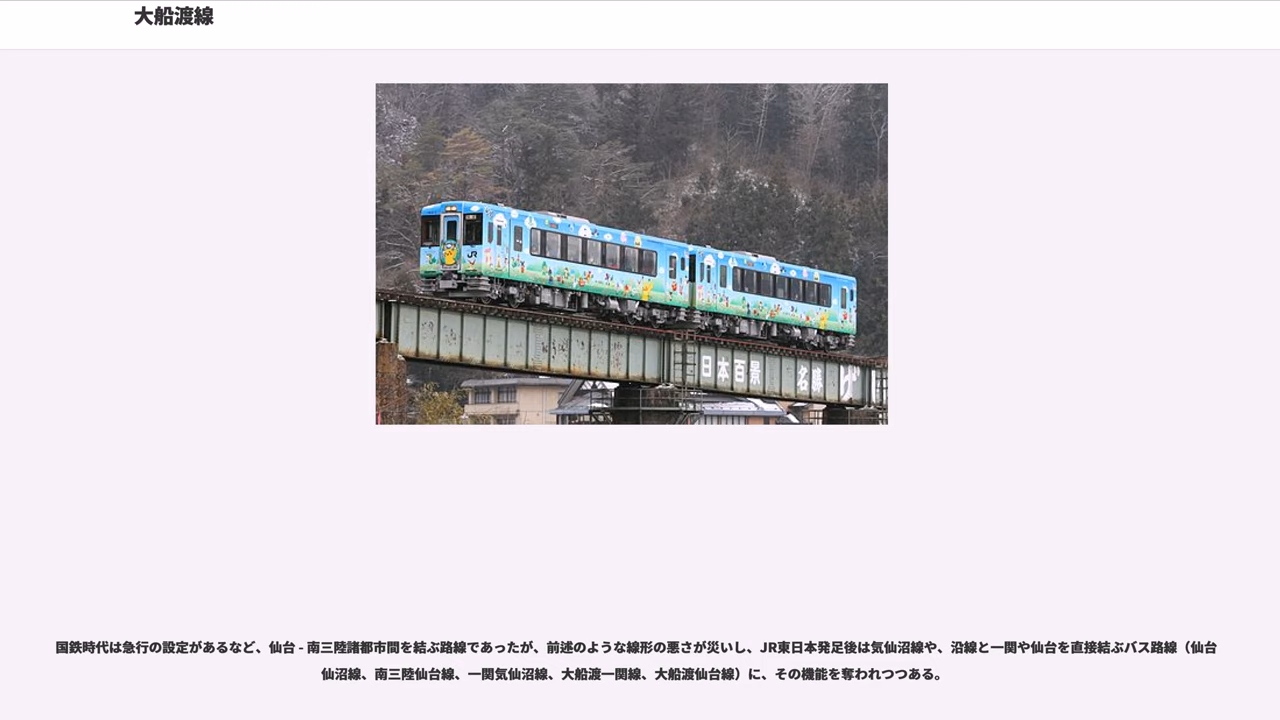 大船渡線
JR
日本百景 名勝 げ
国鉄時代は急行の設定があるなど、仙台 - 南三陸諸都市間を結ぶ路線であったが、前述のような線形の悪さが災いし、JR東日本発足後は気仙沼線や、沿線と一関や仙台を直接結ぶバス路線（仙台
仙沼線、南三陸仙台線、一関気仙沼線、大船渡一関線、大船渡仙台線）に、その機能を奪われつつある。